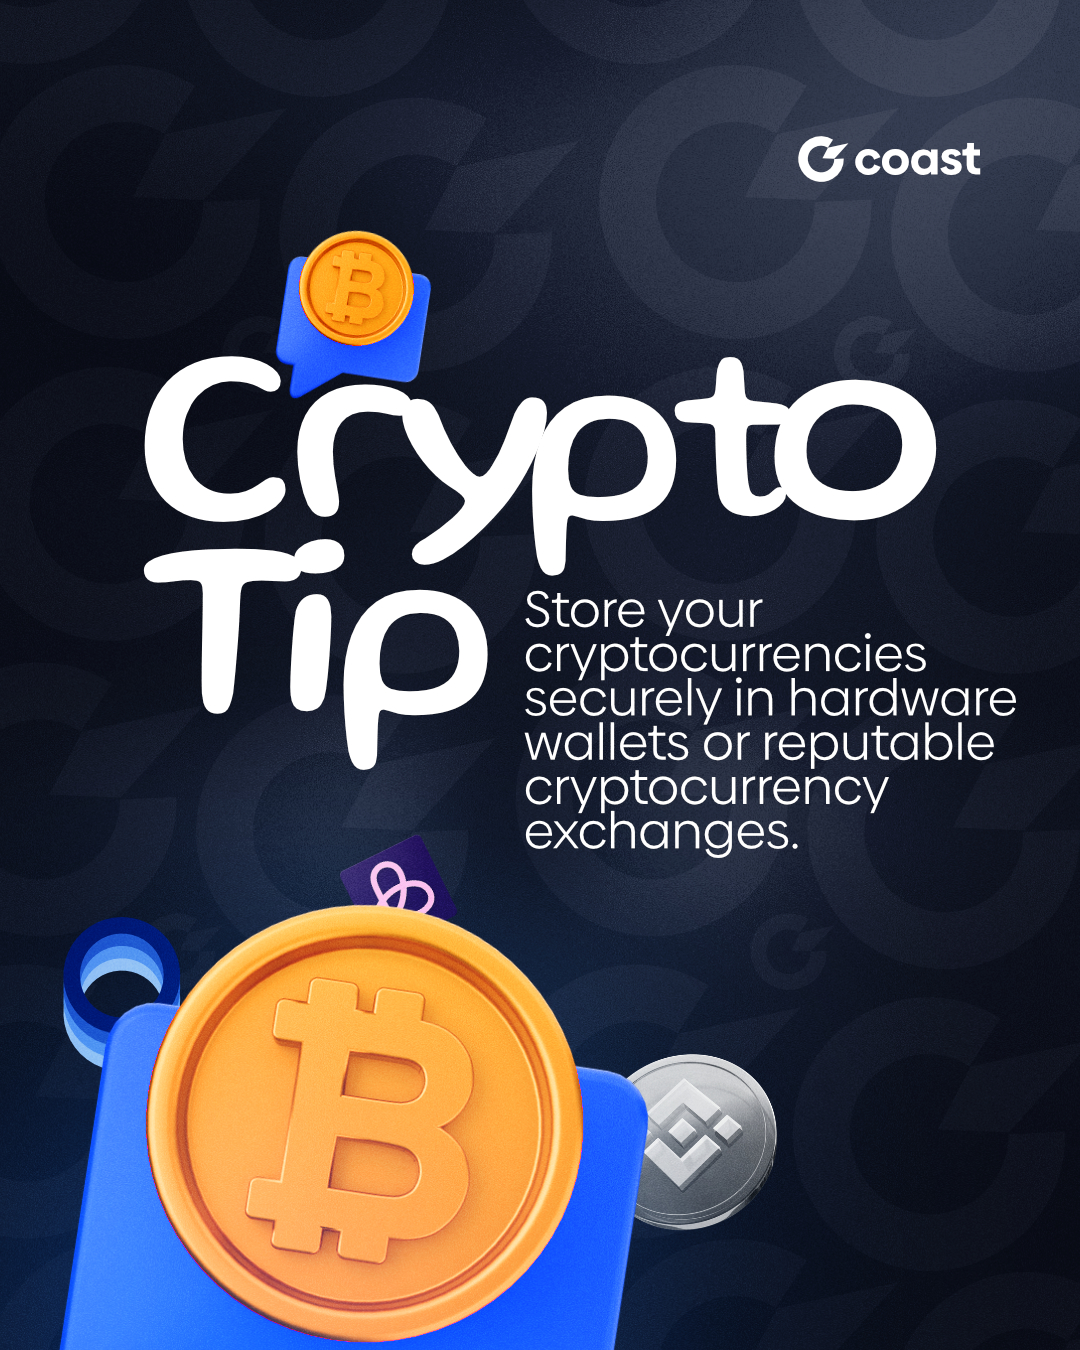 coast
Crypto
Tip
Store your
cryptocurrencies
securely in hardware
wallets or reputable
cryptocurrency
exchanges.